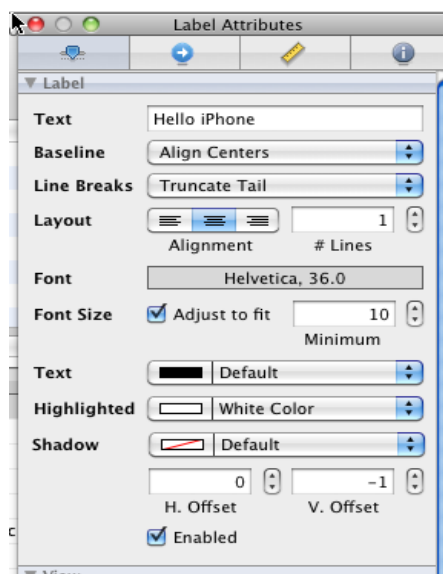 Label Attributes
Label
Text Hello iPhone
Baseline Align Centers
Line Breaks Truncate Tail
Layout 1
Alignment # Lines
Font Helvetica, 36.0
Font Size Adjust to fit 10
Minimum
Text Default
Highlighted White Color
Shadow Default
0 -1
H. Offset V. Offset
Enabled